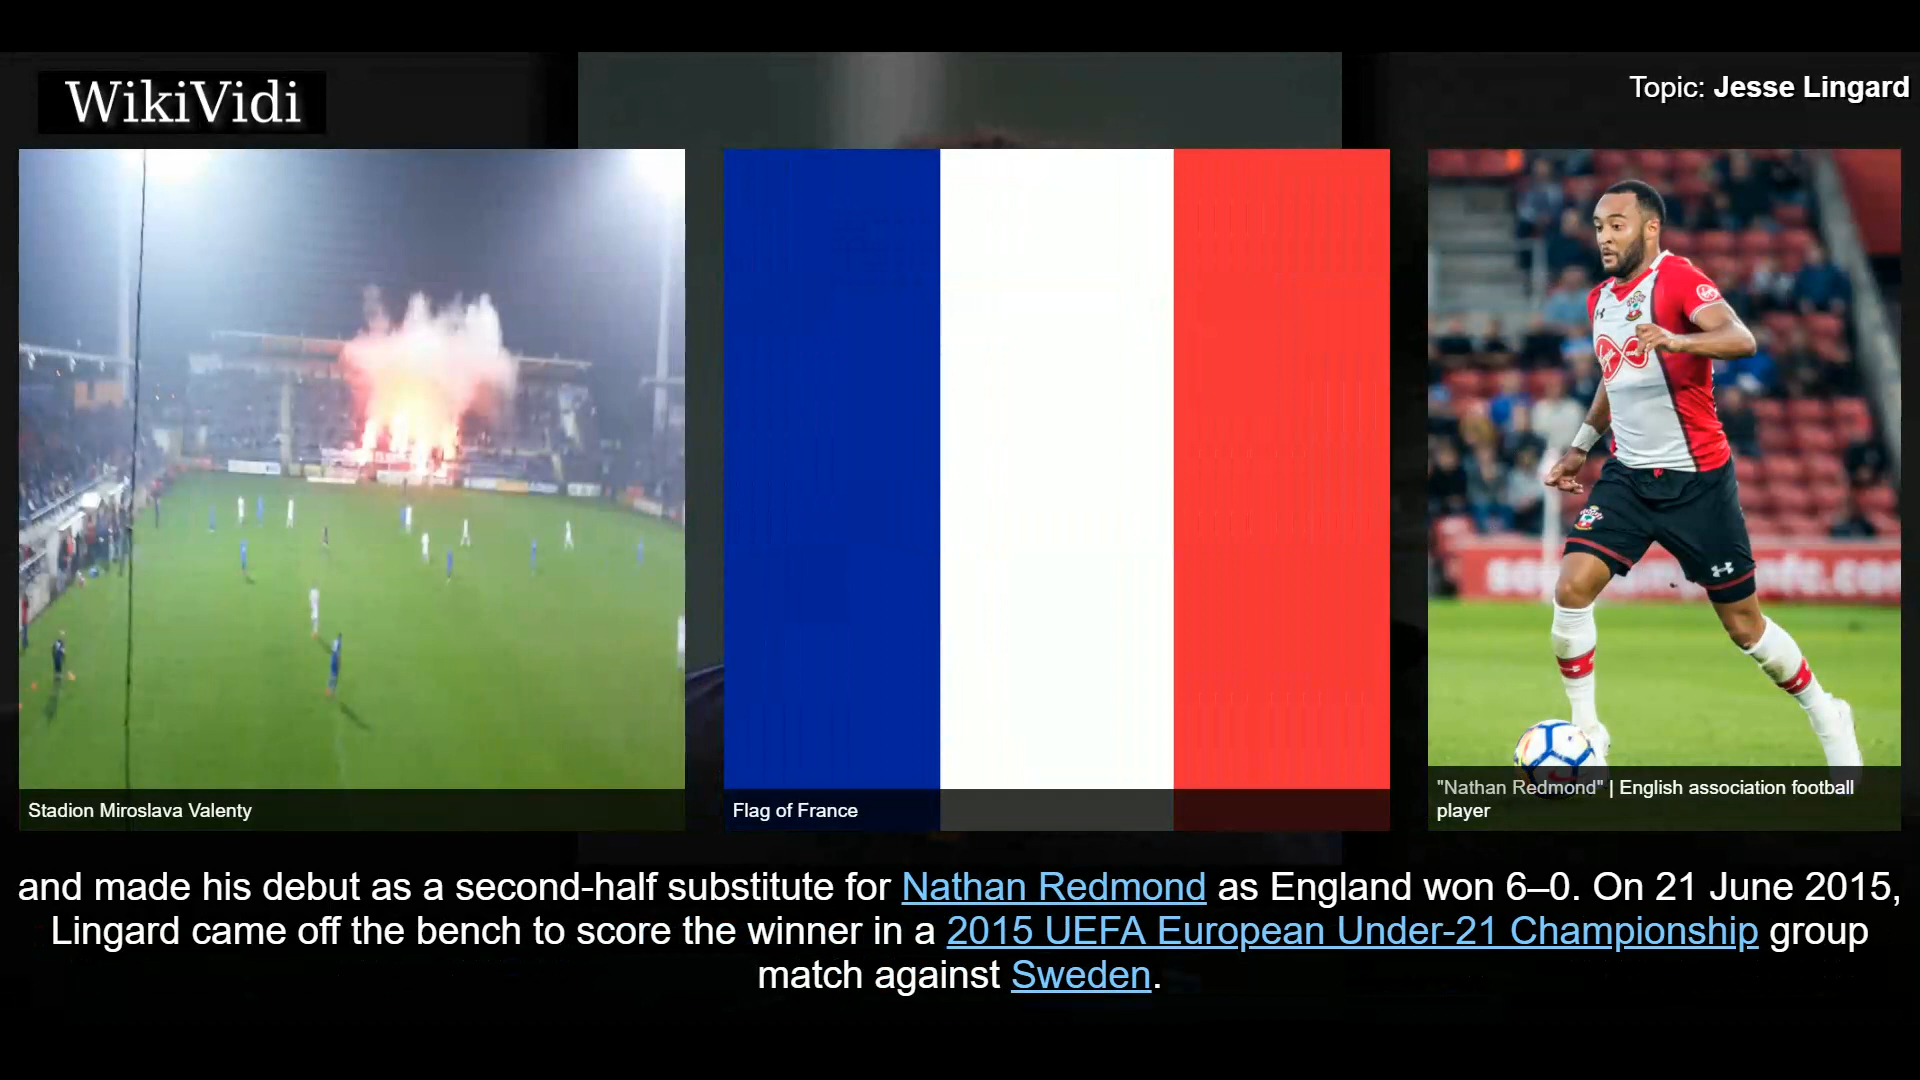 WikiVidi
Topic: Jesse Lingard
Stadion Miroslava Valenty
Flag of France
"Nathan Redmond" | English association football
player
and made his debut as a second-half substitute for Nathan Redmond as England won 6–0. On 21 June 2015,
Lingard came off the bench to score the winner in a 2015 UEFA European Under-21 Championship group
match against Sweden.